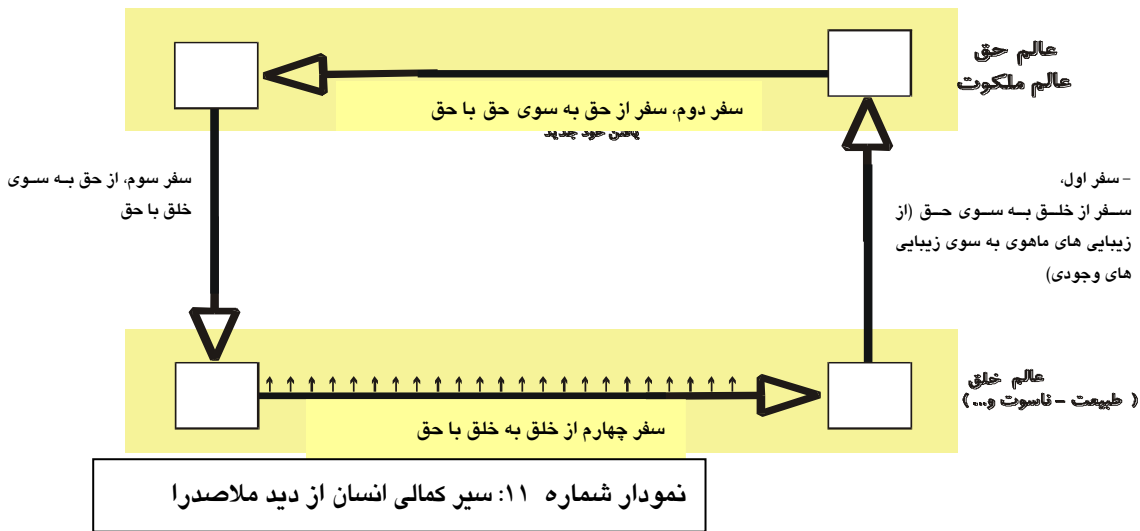 عالم حق
عالم ملکوت
سفر دوم، سفر از حق به سوی حق با حق
یافتن خود جدید
- سفر اول،
سفر از خلق به سوی حق (از
زیبایی های ماهوی به سوی زیبایی
های وجودی)
سفر سوم، از حق به سوی
خلق با حق
عالم خلق
( طبیعت - ناسوت و... )
سفر چهارم از خلق به خلق با حق
نمودار شماره ۱۱: سیر کمالی انسان از دید ملاصدرا